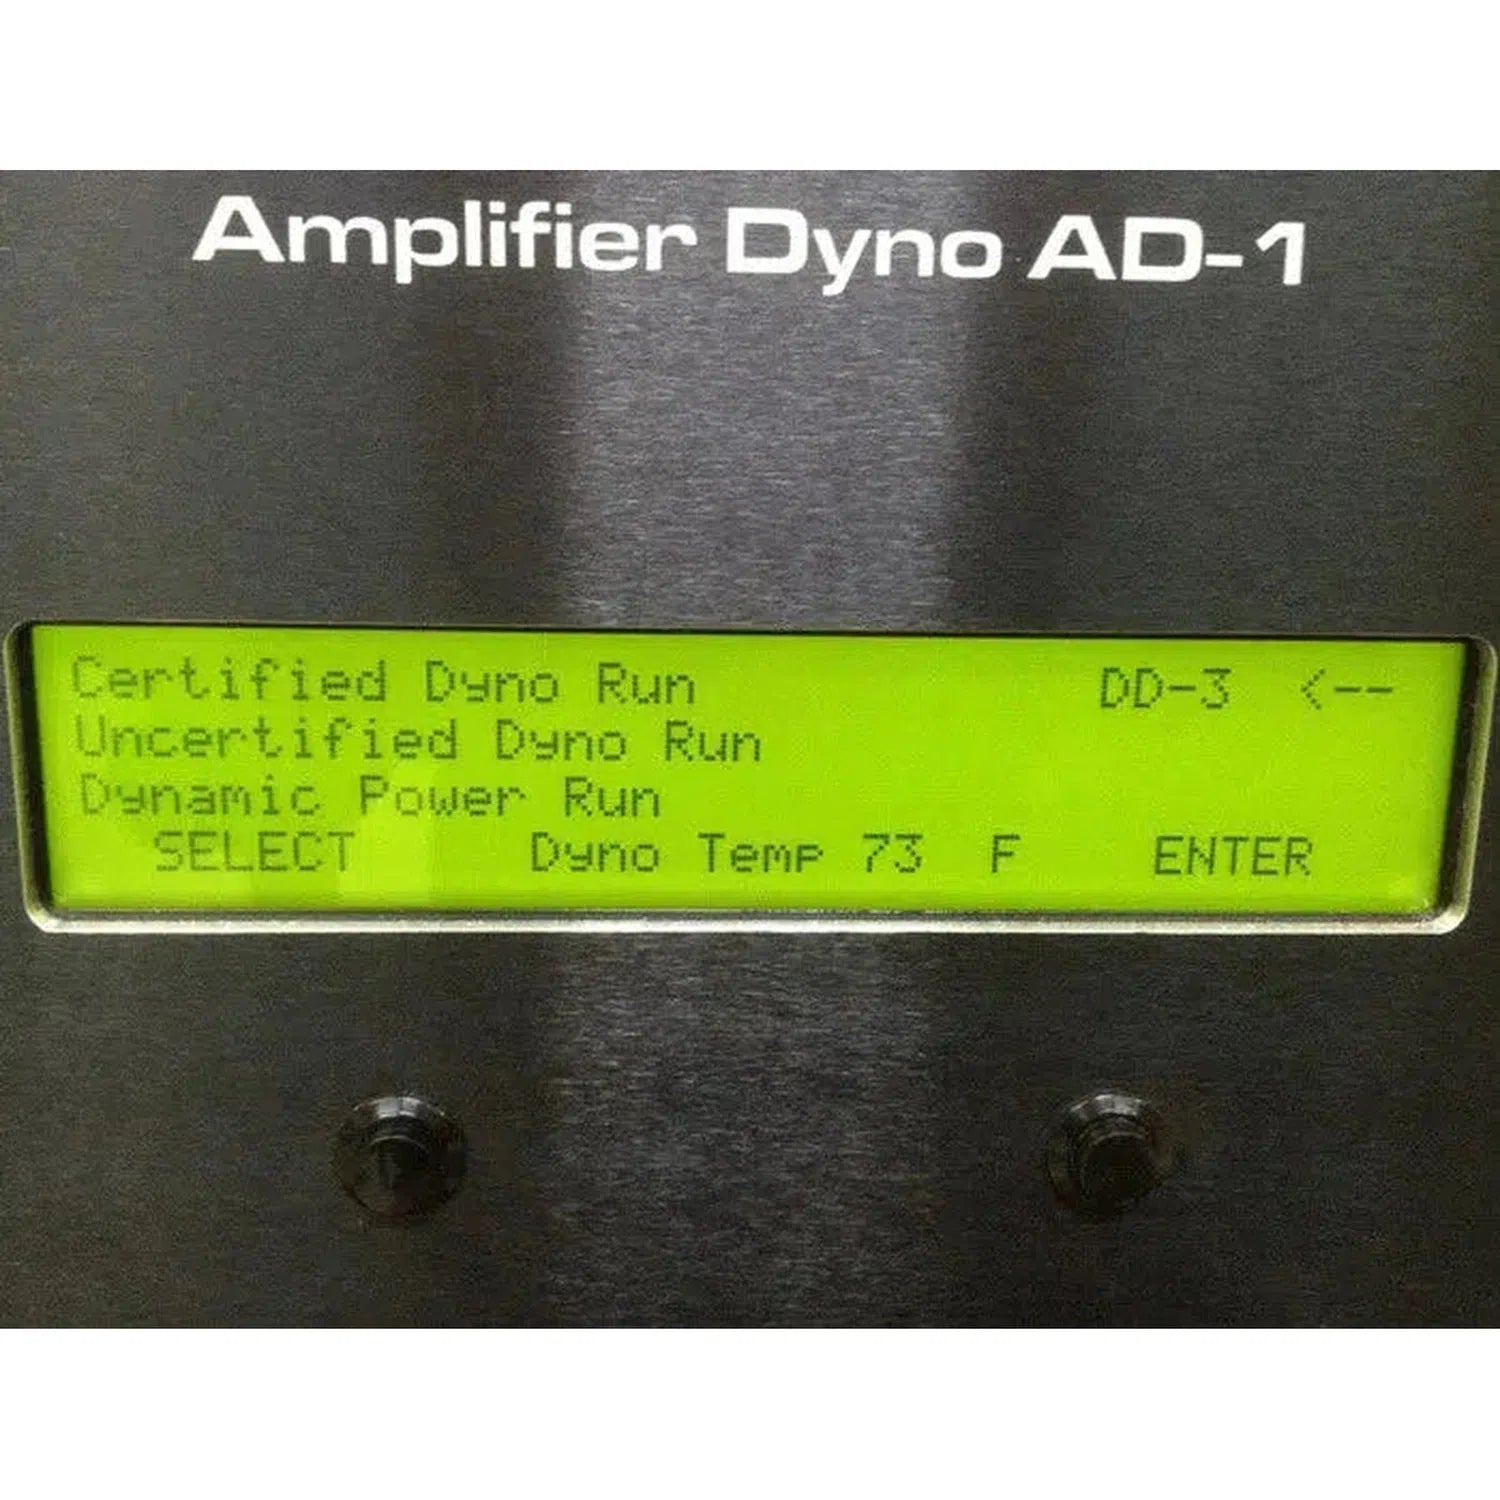 Amplifier Dyno AD-1
Certified Dyno Run DD-3 <--
Uncertified Dyno Run
Dynamic Power Run
SELECT Dyno Temp 73 F ENTER